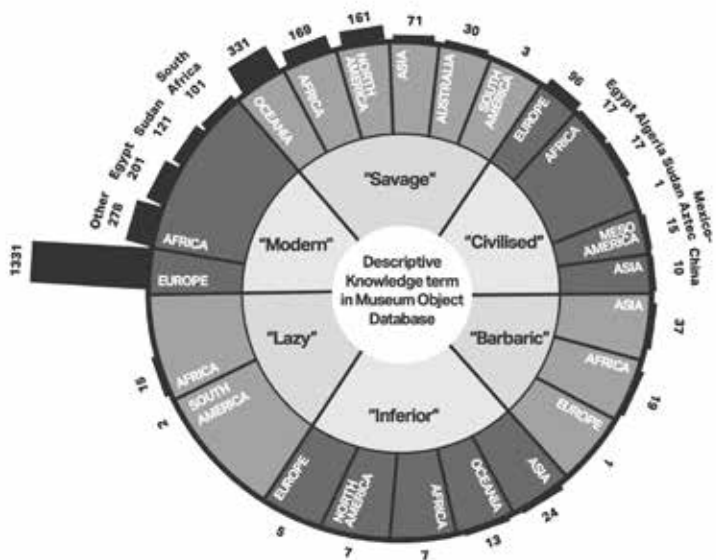 Descriptive
Knowledge term
in Museum Object
Database
"Savage"
OCEANIA
331
AFRICA
169
NORTH
AMERICA
161
ASIA
71
AUSTRALIA
30
SOUTH
AMERICA
3
"Civilised"
EUROPE
96
AFRICA
Egypt
17
Algeria
17
Sudan
1
MESO
AMERICA
Mexico-
Aztec
15
ASIA
China
10
"Barbaric"
ASIA
37
AFRICA
19
EUROPE
1
"Inferior"
ASIA
24
OCEANIA
13
AFRICA
7
NORTH
AMERICA
7
EUROPE
5
"Lazy"
SOUTH
AMERICA
2
AFRICA
15
"Modern"
EUROPE
1331
AFRICA
Other
278
Egypt
201
Sudan
121
South
Africa
101